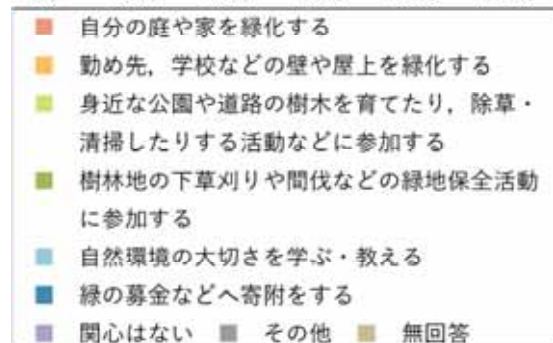 自分の庭や家を緑化する
勤め先，学校などの壁や屋上を緑化する
身近な公園や道路の樹木を育てたり，除草・
清掃したりする活動などに参加する
樹林地の下草刈りや間伐などの緑地保全活動
に参加する
自然環境の大切さを学ぶ・教える
緑の募金などへ寄附をする
関心はない その他 無回答